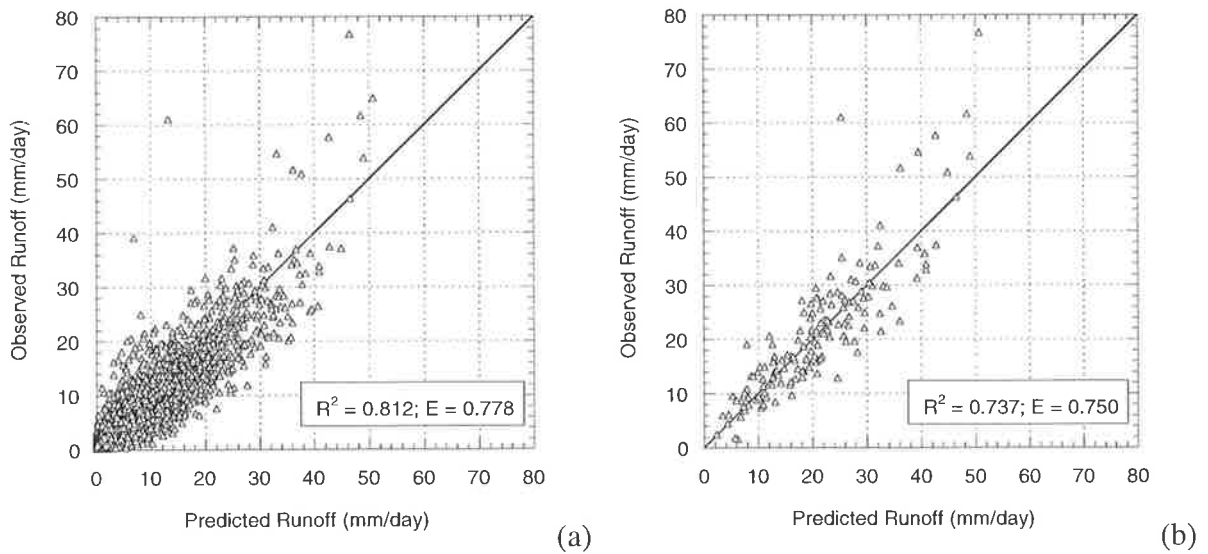 80
70
60
50
40
30
20
10
0
Observed Runoff (mm/day)
R² = 0.812; E = 0.778
0 10 20 30 40 50 60 70 80
Predicted Runoff (mm/day)
(a)
80
70
60
50
40
30
20
10
0
Observed Runoff (mm/day)
R² = 0.737; E = 0.750
0 10 20 30 40 50 60 70 80
Predicted Runoff (mm/day)
(b)